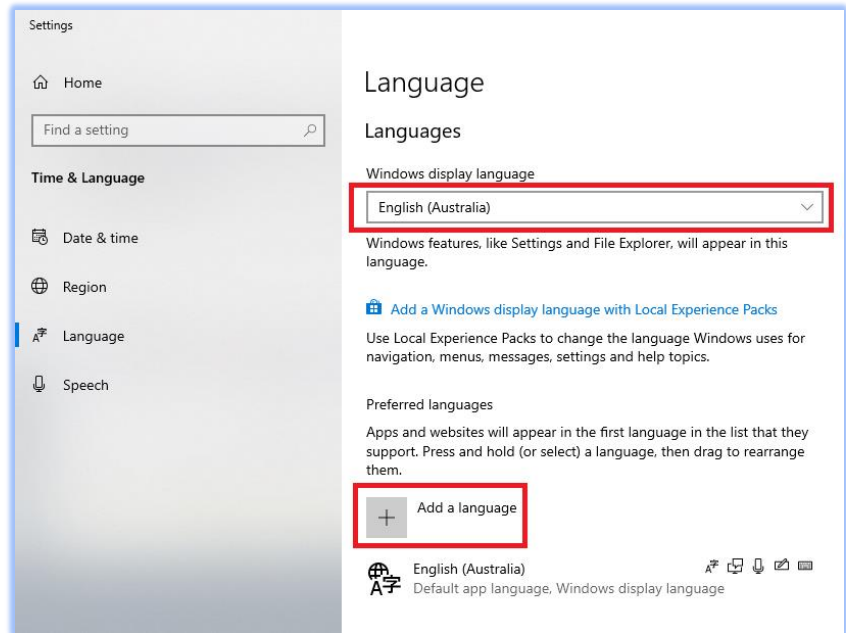 Settings
Home
Find a setting
Time & Language
Date & time
Region
Language
Speech
Language
Languages
Windows display language
English (Australia)
Windows features, like Settings and File Explorer, will appear in this
language.
Add a Windows display language with Local Experience Packs
Use Local Experience Packs to change the language Windows uses for
navigation, menus, messages, settings and help topics.
Preferred languages
Apps and websites will appear in the first language in the list that they
support. Press and hold (or select) a language, then drag to rearrange
them.
Add a language
English (Australia)
Default app language, Windows display language